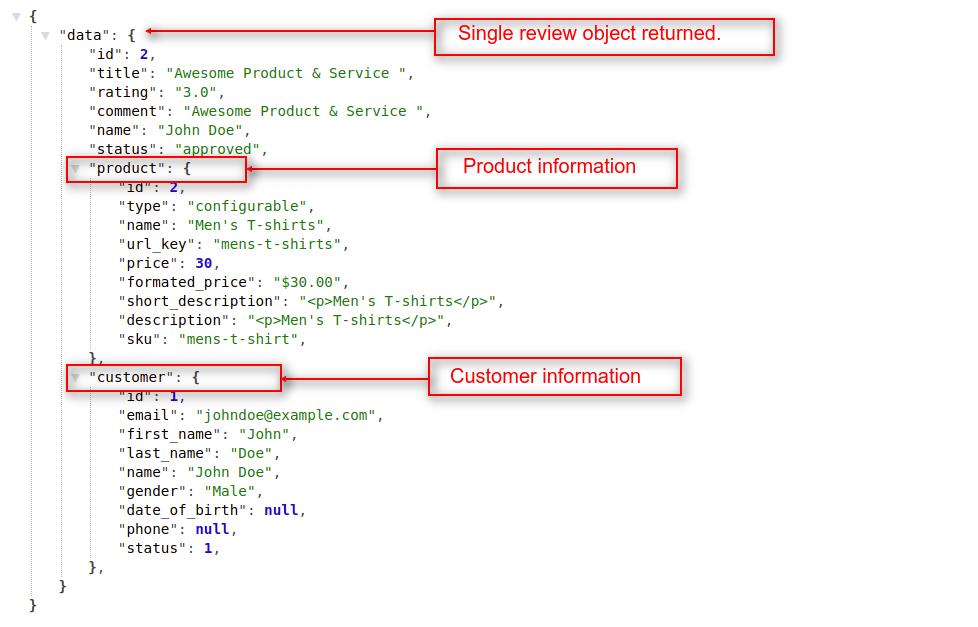 {
"data": {
Single review object returned.
"id": 2,
"title": "Awesome Product & Service ",
"rating": "3.0",
"comment": "Awesome Product & Service ",
"name": "John Doe",
"status": "approved",
"product": {
Product information
"id": 2,
"type": "configurable",
"name": "Men's T-shirts",
"url_key": "mens-t-shirts",
"price": 30,
"formated_price": "$30.00",
"short_description": "<p>Men's T-shirts</p>",
"description": "<p>Men's T-shirts</p>",
"sku": "mens-t-shirt",
},
"customer": {
Customer information
"id": 1,
"email": "johndoe@example.com",
"first_name": "John",
"last_name": "Doe",
"name": "John Doe",
"gender": "Male",
"date_of_birth": null,
"phone": null,
"status": 1,
},
}
}